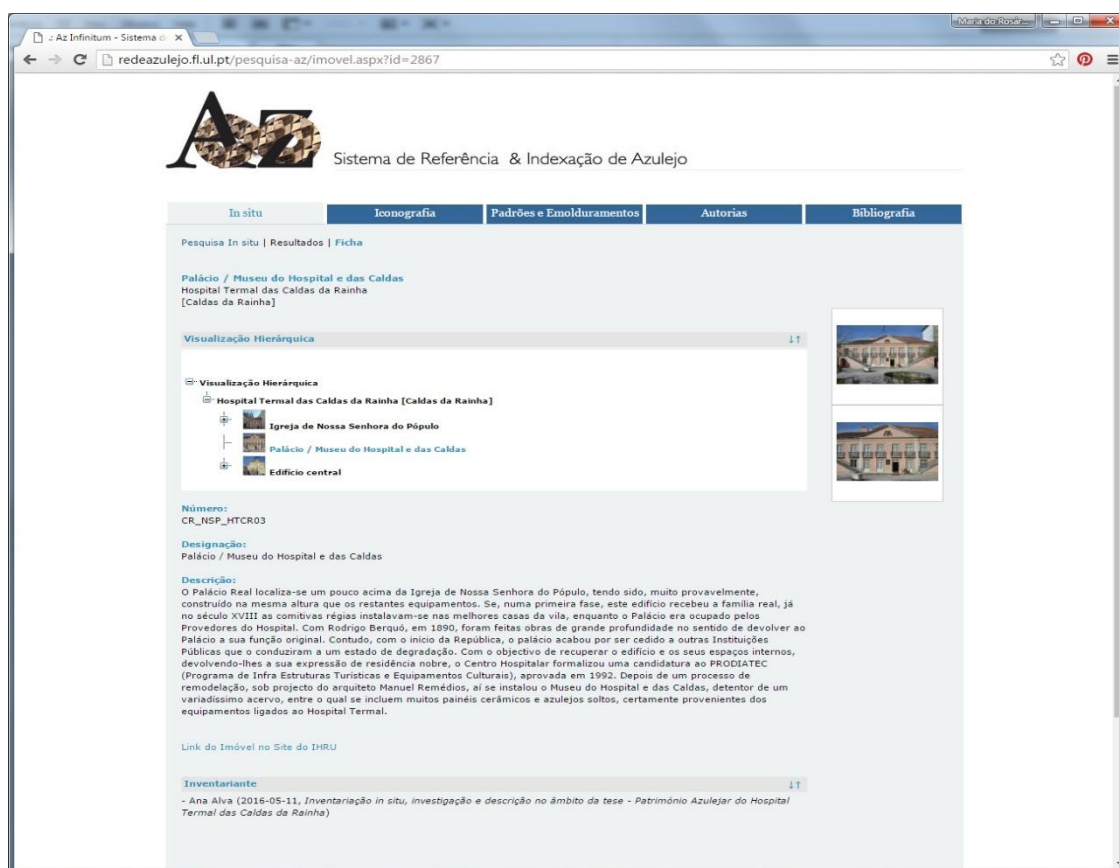 Maria do Rosár...
.: Az Infinitum - Sistema d
redeazulejo.fl.ul.pt/pesquisa-az/imovel.aspx?id=2867
Az
Sistema de Referência & Indexação de Azulejo
In situ Iconografia Padrões e Emolduramentos Autorias Bibliografia
Pesquisa In situ | Resultados | Ficha
Palácio / Museu do Hospital e das Caldas
Hospital Termal das Caldas da Rainha
[Caldas da Rainha]
Visualização Hierárquica
Visualização Hierárquica
Hospital Termal das Caldas da Rainha [Caldas da Rainha]
Igreja de Nossa Senhora do Pópulo
Palácio / Museu do Hospital e das Caldas
Edifício central
Número:
CR_NSP_HTCR03
Designação:
Palácio / Museu do Hospital e das Caldas
Descrição:
O Palácio Real localiza-se um pouco acima da Igreja de Nossa Senhora do Pópulo, tendo sido, muito provavelmente,
construído na mesma altura que os restantes equipamentos. Se, numa primeira fase, este edifício recebeu a família real, já
no século XVIII as comitivas régias instalavam-se nas melhores casas da vila, enquanto o Palácio era ocupado pelos
Provedores do Hospital. Com Rodrigo Berquó, em 1890, foram feitas obras de grande profundidade no sentido de devolver ao
Palácio a sua função original. Contudo, com o início da República, o palácio acabou por ser cedido a outras Instituições
Públicas que o conduziram a um estado de degradação. Com o objectivo de recuperar o edifício e os seus espaços internos,
devolvendo-lhes a sua expressão de residência nobre, o Centro Hospitalar formalizou uma candidatura ao PRODIATEC
(Programa de Infra Estruturas Turísticas e Equipamentos Culturais), aprovada em 1992. Depois de um processo de
remodelação, sob projecto do arquiteto Manuel Remédios, aí se instalou o Museu do Hospital e das Caldas, detentor de um
variadíssimo acervo, entre o qual se incluem muitos painéis cerâmicos e azulejos soltos, certamente provenientes dos
equipamentos ligados ao Hospital Termal.
Link do Imóvel no Site do IHRU
Inventariante
- Ana Alva (2016-05-11, Inventariação in situ, investigação e descrição no âmbito da tese - Património Azulejar do Hospital
Termal das Caldas da Rainha)